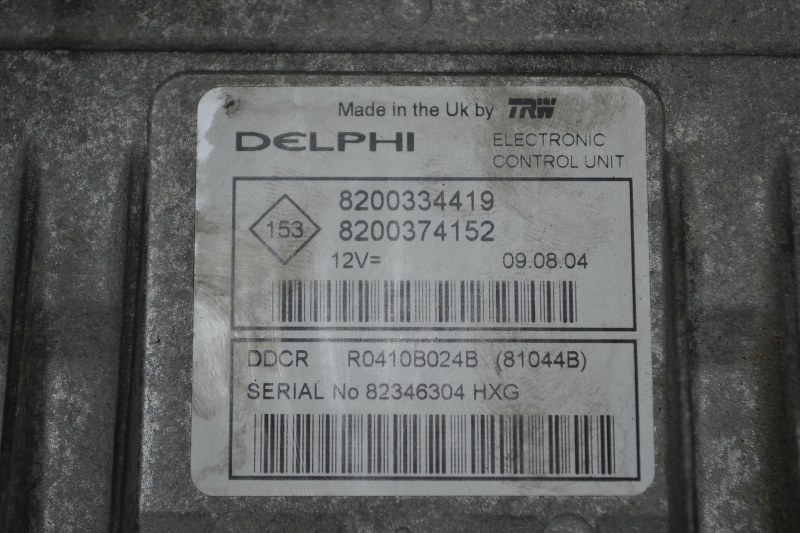 Made in the Uk by TRW
DELPHI
ELECTRONIC
CONTROL UNIT
153
8200334419
8200374152
12V= 09.08.04
DDCR R0410B024B (81044B)
SERIAL No 82346304 HXG